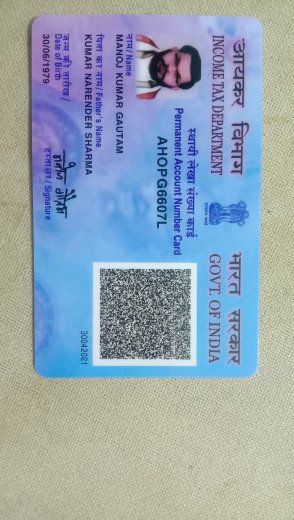 आयकर विभाग
INCOME TAX DEPARTMENT
भारत सरकार
GOVT. OF INDIA
स्थायी लेखा संख्या कार्ड
Permanent Account Number Card
AHOPG6607L
नाम/ Name
MANOJ KUMAR GAUTAM
पिता का नाम/ Father's Name
KUMAR NARENDER SHARMA
जन्म की तारीख/
Date of Birth
30/06/1979
मनोज गौतम
हस्ताक्षर/ Signature
30042021